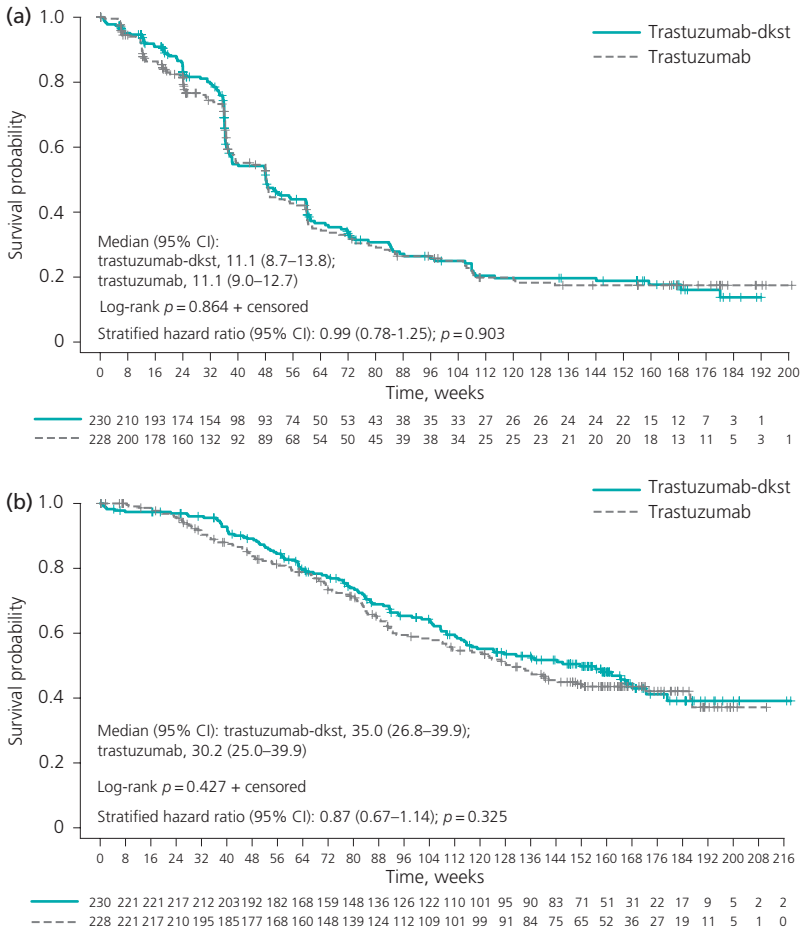 (a)
Trastuzumab-dkst
Trastuzumab
1.0
0.8
0.6
0.4
0.2
0
Survival probability
Median (95% CI):
trastuzumab-dkst, 11.1 (8.7–13.8);
trastuzumab, 11.1 (9.0–12.7)
Log-rank p = 0.864 + censored
Stratified hazard ratio (95% CI): 0.99 (0.78-1.25); p = 0.903
0 8 16 24 32 40 48 56 64 72 80 88 96 104 112 120 128 136 144 152 160 168 176 184 192 200
Time, weeks
230 210 193 174 154 98 93 74 50 53 43 38 35 33 27 26 26 24 24 22 15 12 7 3 1
228 200 178 160 132 92 89 68 54 50 45 39 38 34 25 25 23 21 20 20 18 13 11 5 3 1
(b)
Trastuzumab-dkst
Trastuzumab
1.0
0.8
0.6
0.4
0.2
0
Survival probability
Median (95% CI): trastuzumab-dkst, 35.0 (26.8–39.9);
trastuzumab, 30.2 (25.0–39.9)
Log-rank p = 0.427 + censored
Stratified hazard ratio (95% CI): 0.87 (0.67–1.14); p = 0.325
0 8 16 24 32 40 48 56 64 72 80 88 96 104 112 120 128 136 144 152 160 168 176 184 192 200 208 216
Time, weeks
230 221 221 217 212 203 192 182 168 159 148 136 126 122 110 101 95 90 83 71 51 31 22 17 9 5 2 2
228 221 217 210 195 185 177 168 160 148 139 124 112 109 101 99 91 84 75 65 52 36 27 19 11 5 1 0